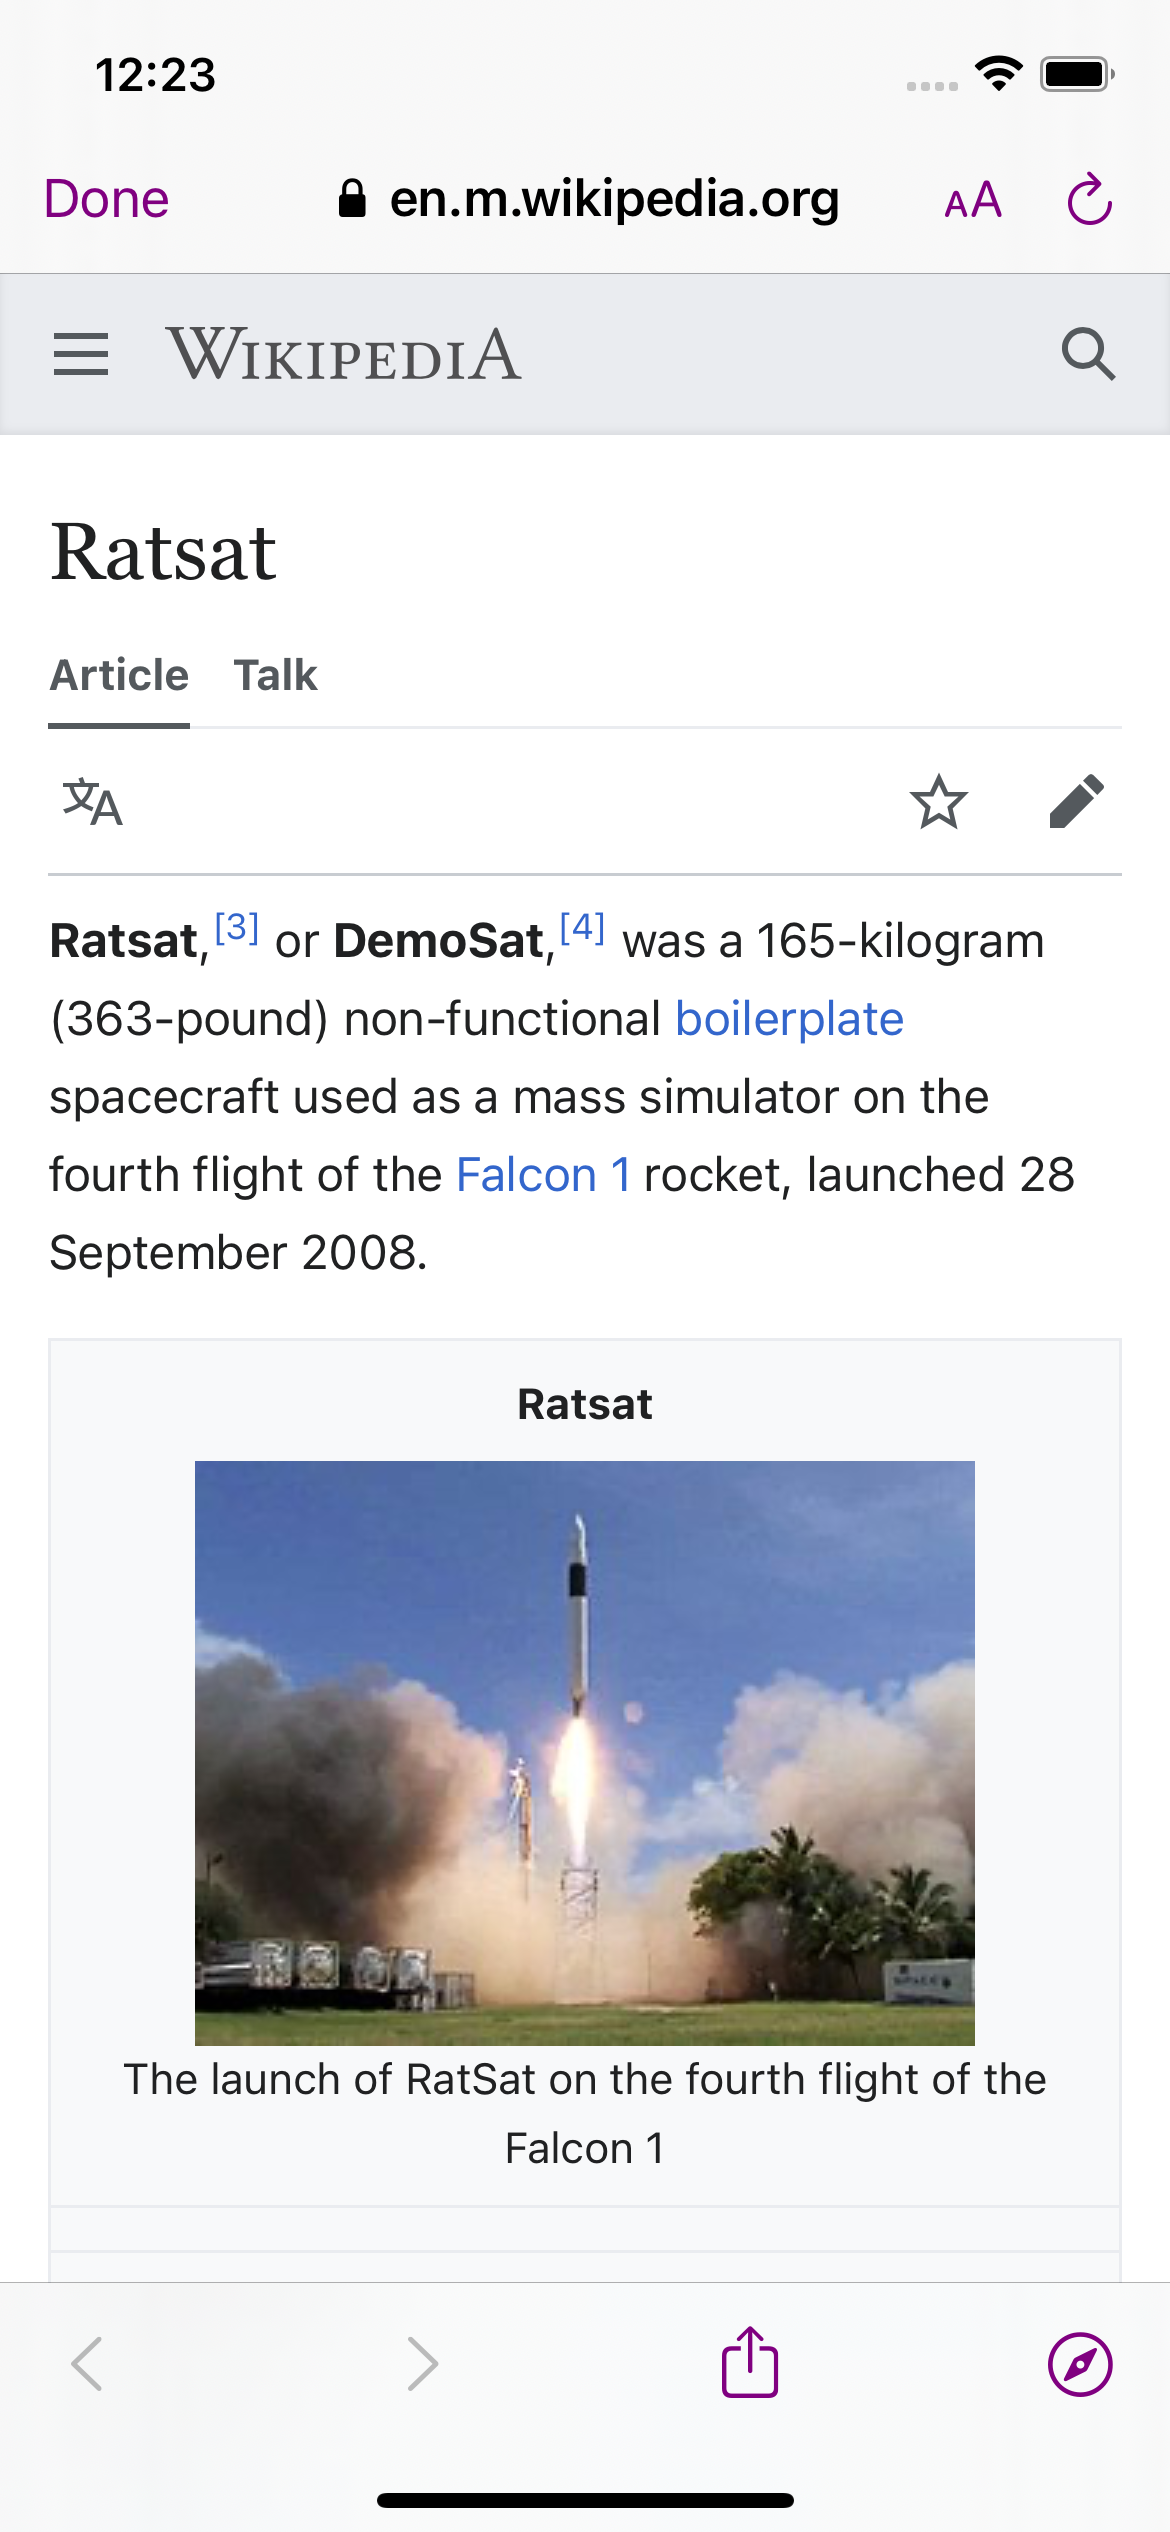 12:23
Done
en.m.wikipedia.org
AA
WIKIPEDIA
Ratsat
Article Talk
文A
Ratsat,[3] or DemoSat,[4] was a 165-kilogram
(363-pound) non-functional boilerplate
spacecraft used as a mass simulator on the
fourth flight of the Falcon 1 rocket, launched 28
September 2008.
Ratsat
The launch of RatSat on the fourth flight of the
Falcon 1